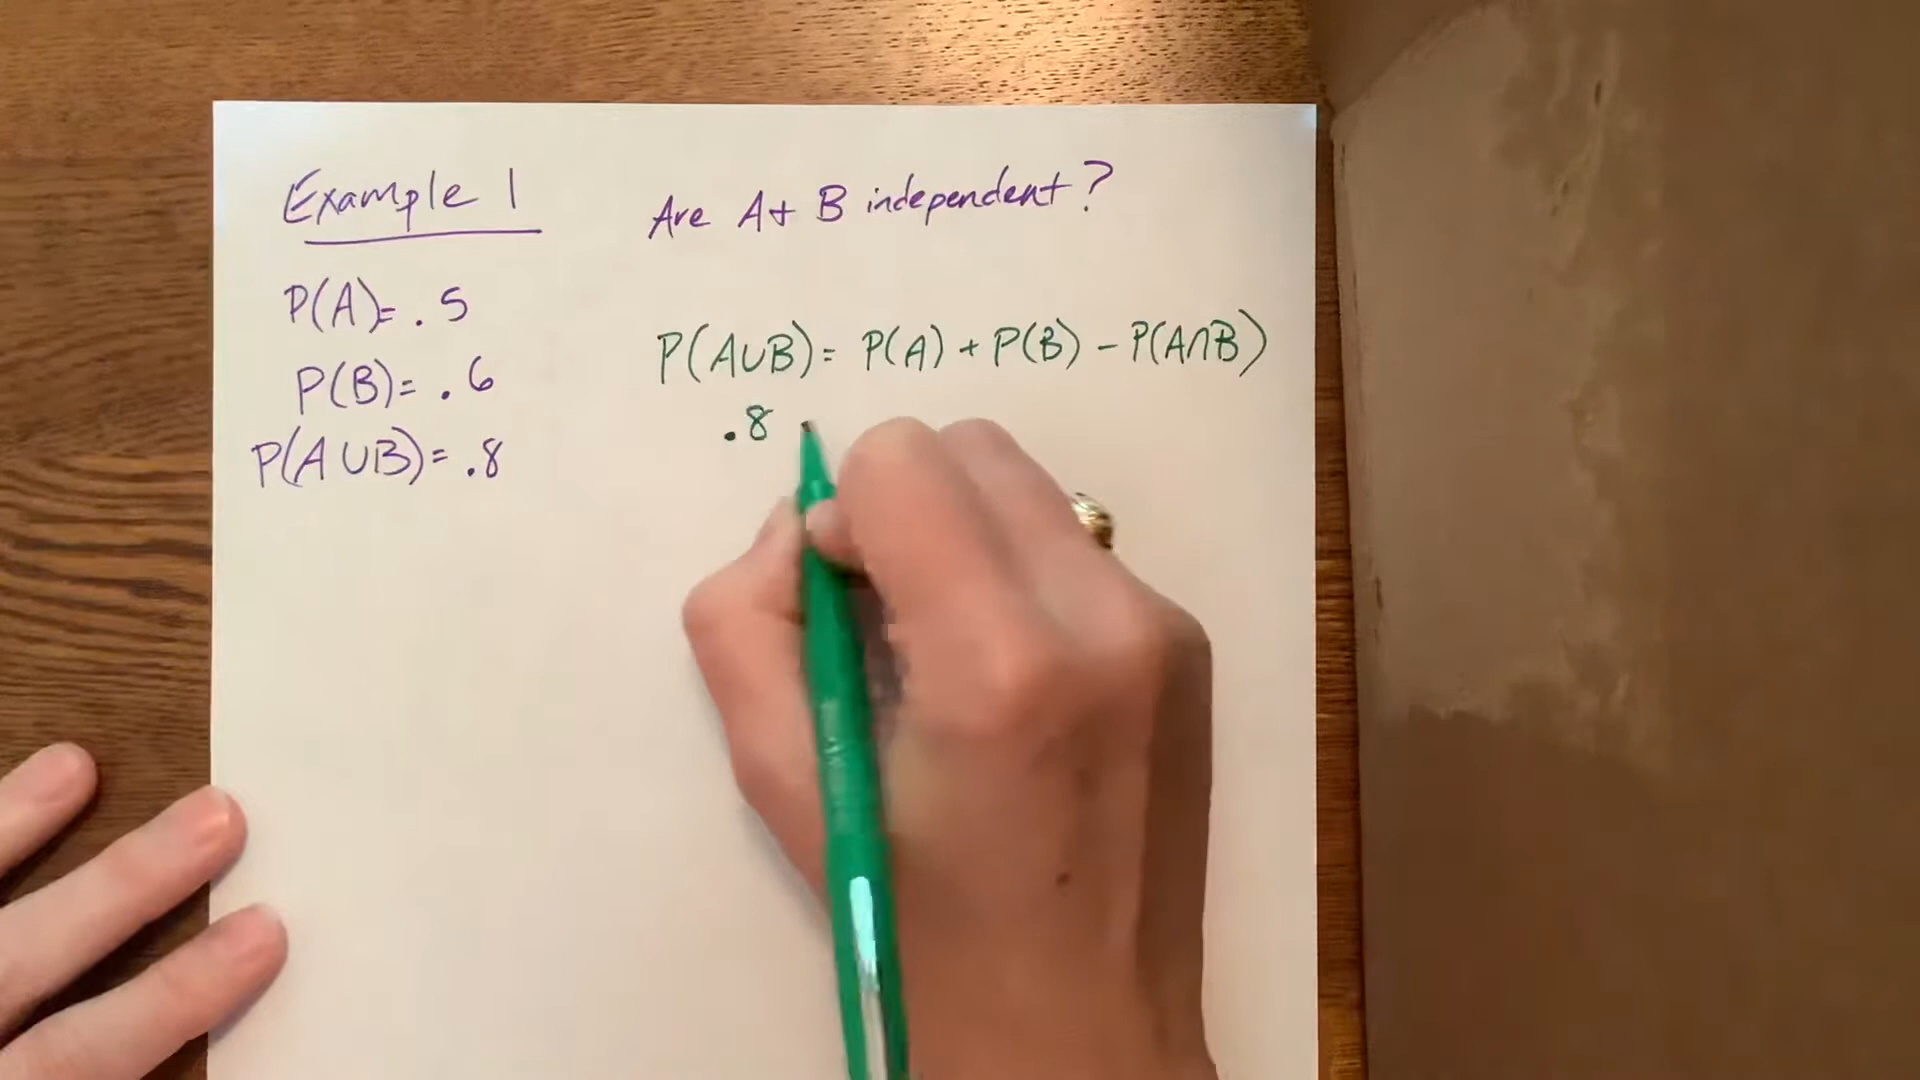 Example 1
Are A+ B independent?
P(A)= .5
P(B)= .6
P(A∪B)= .8
P(A∪B)= P(A) + P(B) - P(A∩B)
.8